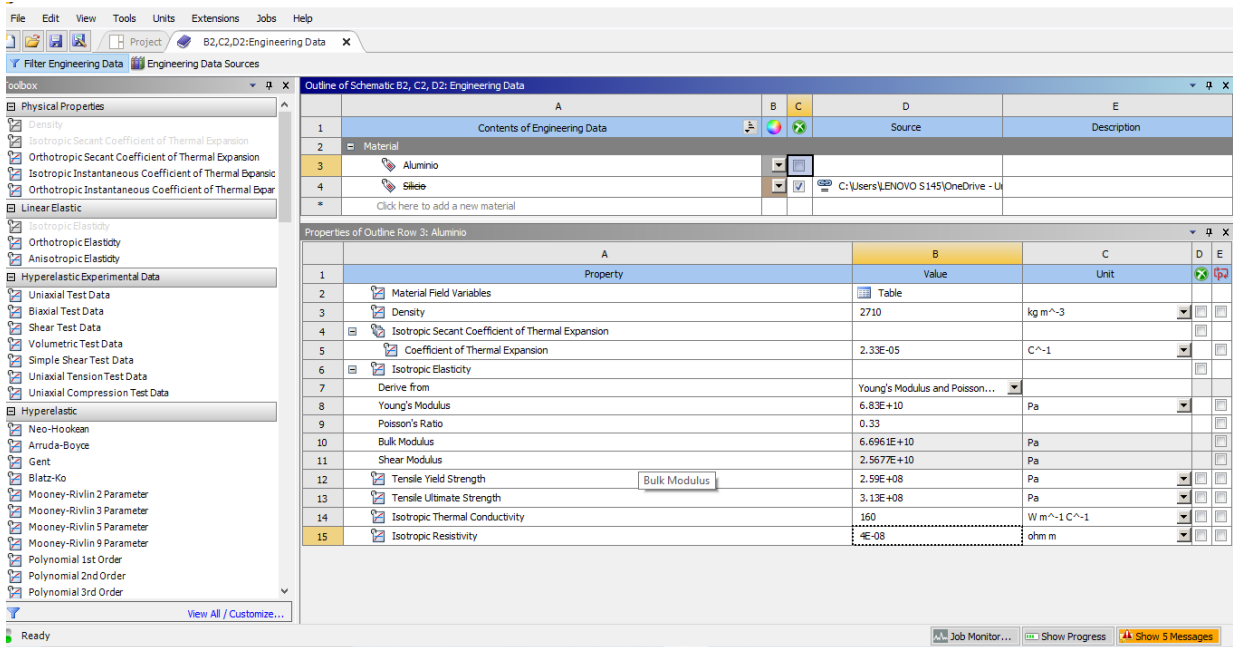 File Edit View Tools Units Extensions Jobs Help
Project B2,C2,D2:Engineering Data
Filter Engineering Data Engineering Data Sources
Toolbox
Physical Properties
Density
Isotropic Secant Coefficient of Thermal Expansion
Orthotropic Secant Coefficient of Thermal Expansion
Isotropic Instantaneous Coefficient of Thermal Expansic
Orthotropic Instantaneous Coefficient of Thermal Expar
Linear Elastic
Isotropic Elasticity
Orthotropic Elasticity
Anisotropic Elasticity
Hyperelastic Experimental Data
Uniaxial Test Data
Biaxial Test Data
Shear Test Data
Volumetric Test Data
Simple Shear Test Data
Uniaxial Tension Test Data
Uniaxial Compression Test Data
Hyperelastic
Neo-Hookean
Arruda-Boyce
Gent
Blatz-Ko
Mooney-Rivlin 2 Parameter
Mooney-Rivlin 3 Parameter
Mooney-Rivlin 5 Parameter
Mooney-Rivlin 9 Parameter
Polynomial 1st Order
Polynomial 2nd Order
Polynomial 3rd Order
View All / Customize...
Outline of Schematic B2, C2, D2: Engineering Data
A B C D E
1 Contents of Engineering Data Source Description
2 Material
3 Aluminio
4 Silicio C:\Users\LENOVO S145\OneDrive - Ur
* Click here to add a new material
Properties of Outline Row 3: Aluminio
A B C D E
1 Property Value Unit
2 Material Field Variables Table
3 Density 2710 kg m^-3
4 Isotropic Secant Coefficient of Thermal Expansion
5 Coefficient of Thermal Expansion 2.33E-05 C^-1
6 Isotropic Elasticity
7 Derive from Young's Modulus and Poisson...
8 Young's Modulus 6.83E+10 Pa
9 Poisson's Ratio 0.33
10 Bulk Modulus 6.6961E+10 Pa
11 Shear Modulus 2.5677E+10 Pa
12 Tensile Yield Strength 2.59E+08 Pa
Bulk Modulus
13 Tensile Ultimate Strength 3.13E+08 Pa
14 Isotropic Thermal Conductivity 160 W m^-1 C^-1
15 Isotropic Resistivity 4E-08 ohm m
Ready Job Monitor... Show Progress Show 5 Messages